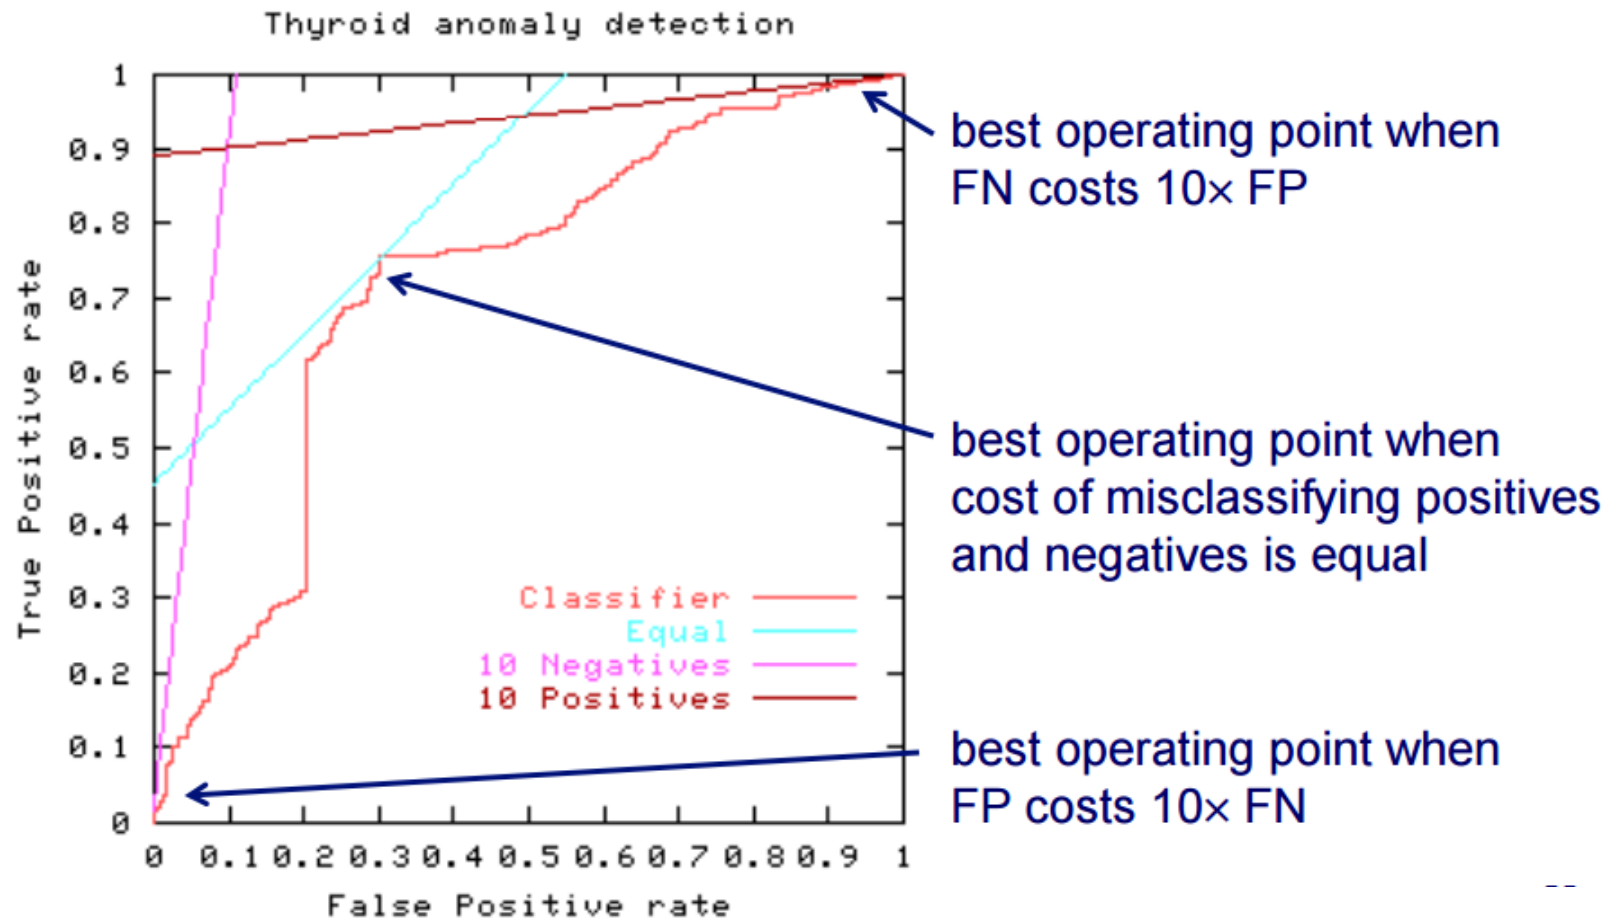 Thyroid anomaly detection
1
0.9
0.8
0.7
0.6
0.5
0.4
0.3
0.2
0.1
0
True Positive rate
Classifier
Equal
10 Negatives
10 Positives
0 0.1 0.2 0.3 0.4 0.5 0.6 0.7 0.8 0.9 1
False Positive rate
best operating point when
FN costs 10× FP
best operating point when
cost of misclassifying positives
and negatives is equal
best operating point when
FP costs 10× FN